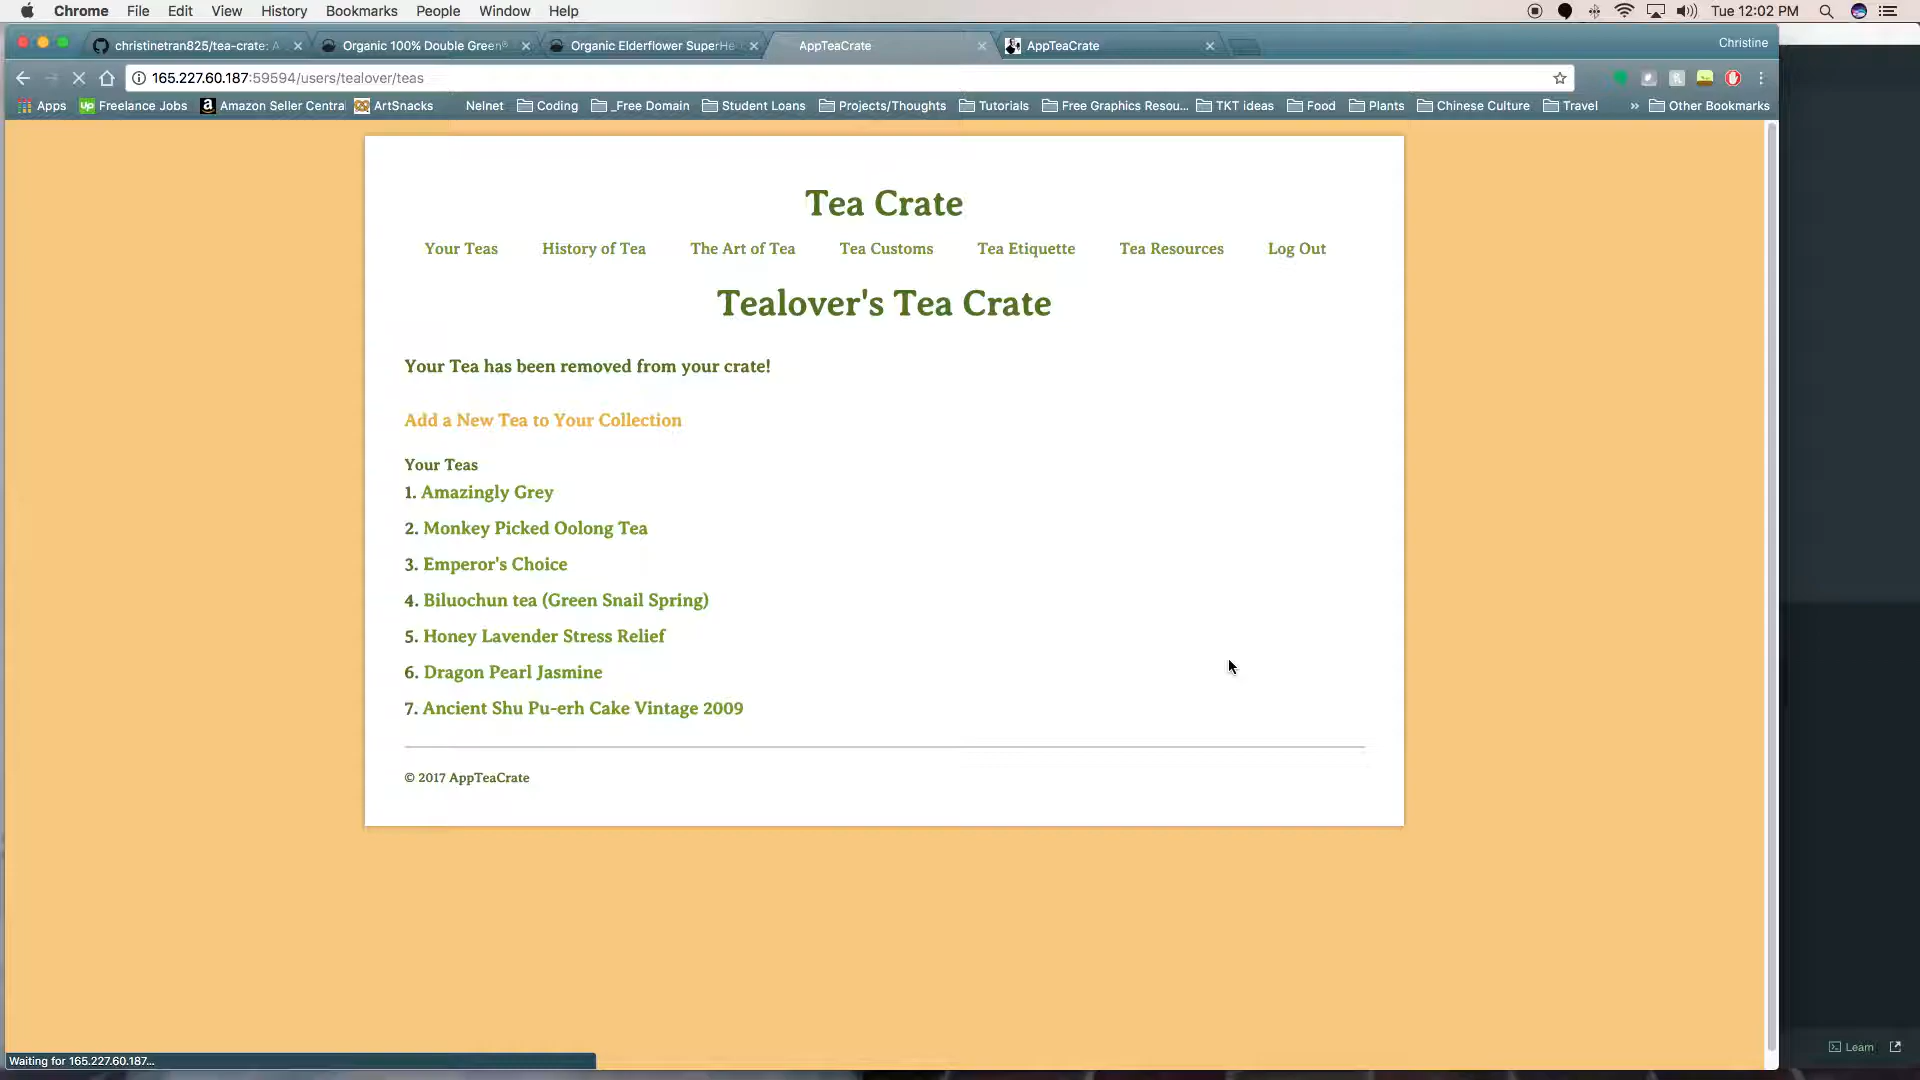 Chrome File Edit View History Bookmarks People Window Help Tue 12:02 PM
christinetran825/tea-crate: A Organic 100% Double Green® Organic Elderflower SuperHe AppTeaCrate AppTeaCrate Christine
165.227.60.187:59594/users/tealover/teas
Apps Freelance Jobs Amazon Seller Central ArtSnacks Nelnet Coding _Free Domain Student Loans Projects/Thoughts Tutorials Free Graphics Resou... TKT ideas Food Plants Chinese Culture Travel » Other Bookmarks
Tea Crate
Your Teas History of Tea The Art of Tea Tea Customs Tea Etiquette Tea Resources Log Out
Tealover's Tea Crate
Your Tea has been removed from your crate!
Add a New Tea to Your Collection
Your Teas
1. Amazingly Grey
2. Monkey Picked Oolong Tea
3. Emperor's Choice
4. Biluochun tea (Green Snail Spring)
5. Honey Lavender Stress Relief
6. Dragon Pearl Jasmine
7. Ancient Shu Pu-erh Cake Vintage 2009
© 2017 AppTeaCrate
Learn
Waiting for 165.227.60.187...